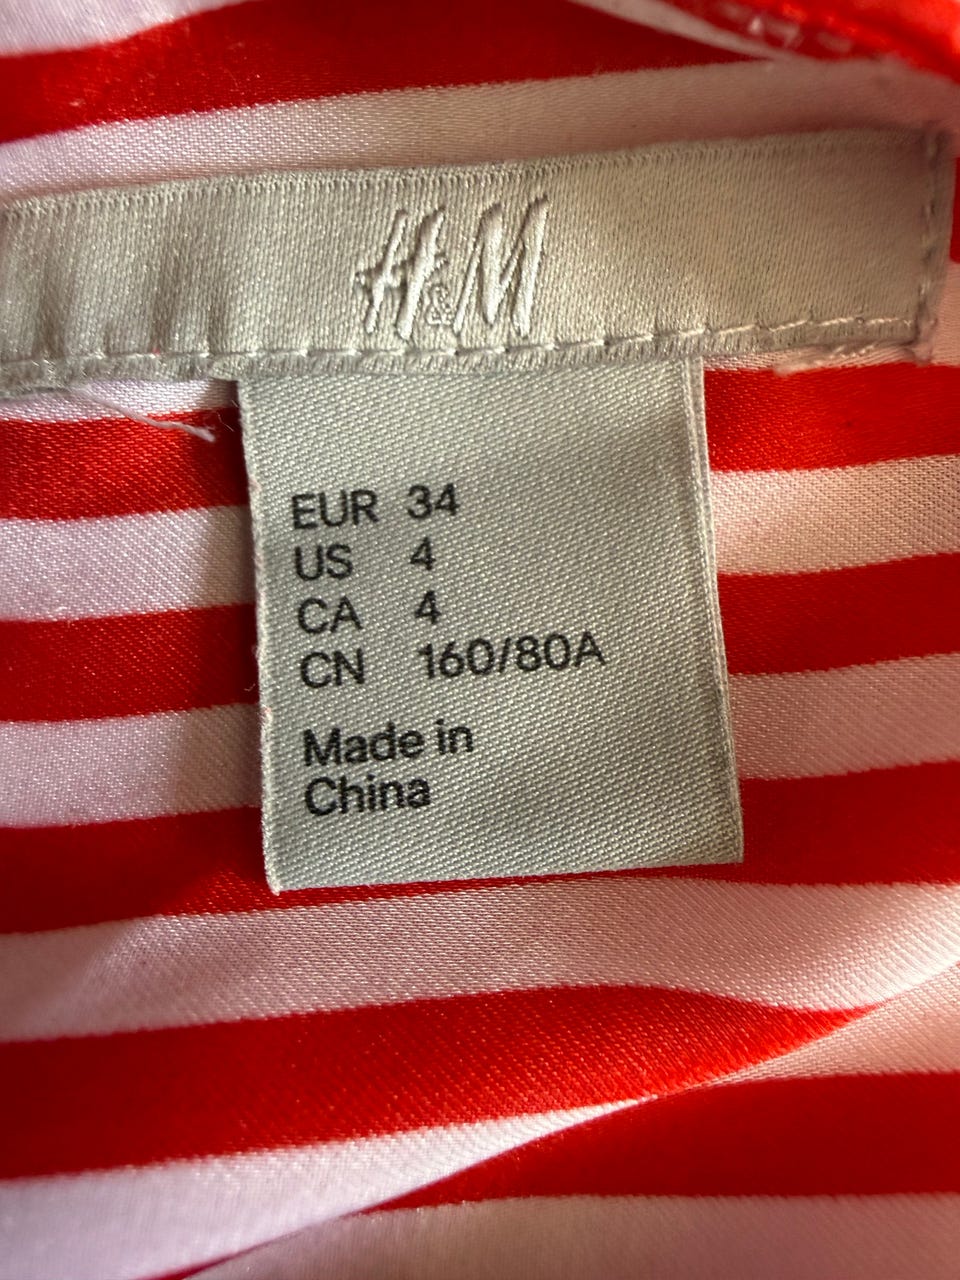 H&M
EUR 34
US 4
CA 4
CN 160/80A
Made in
China